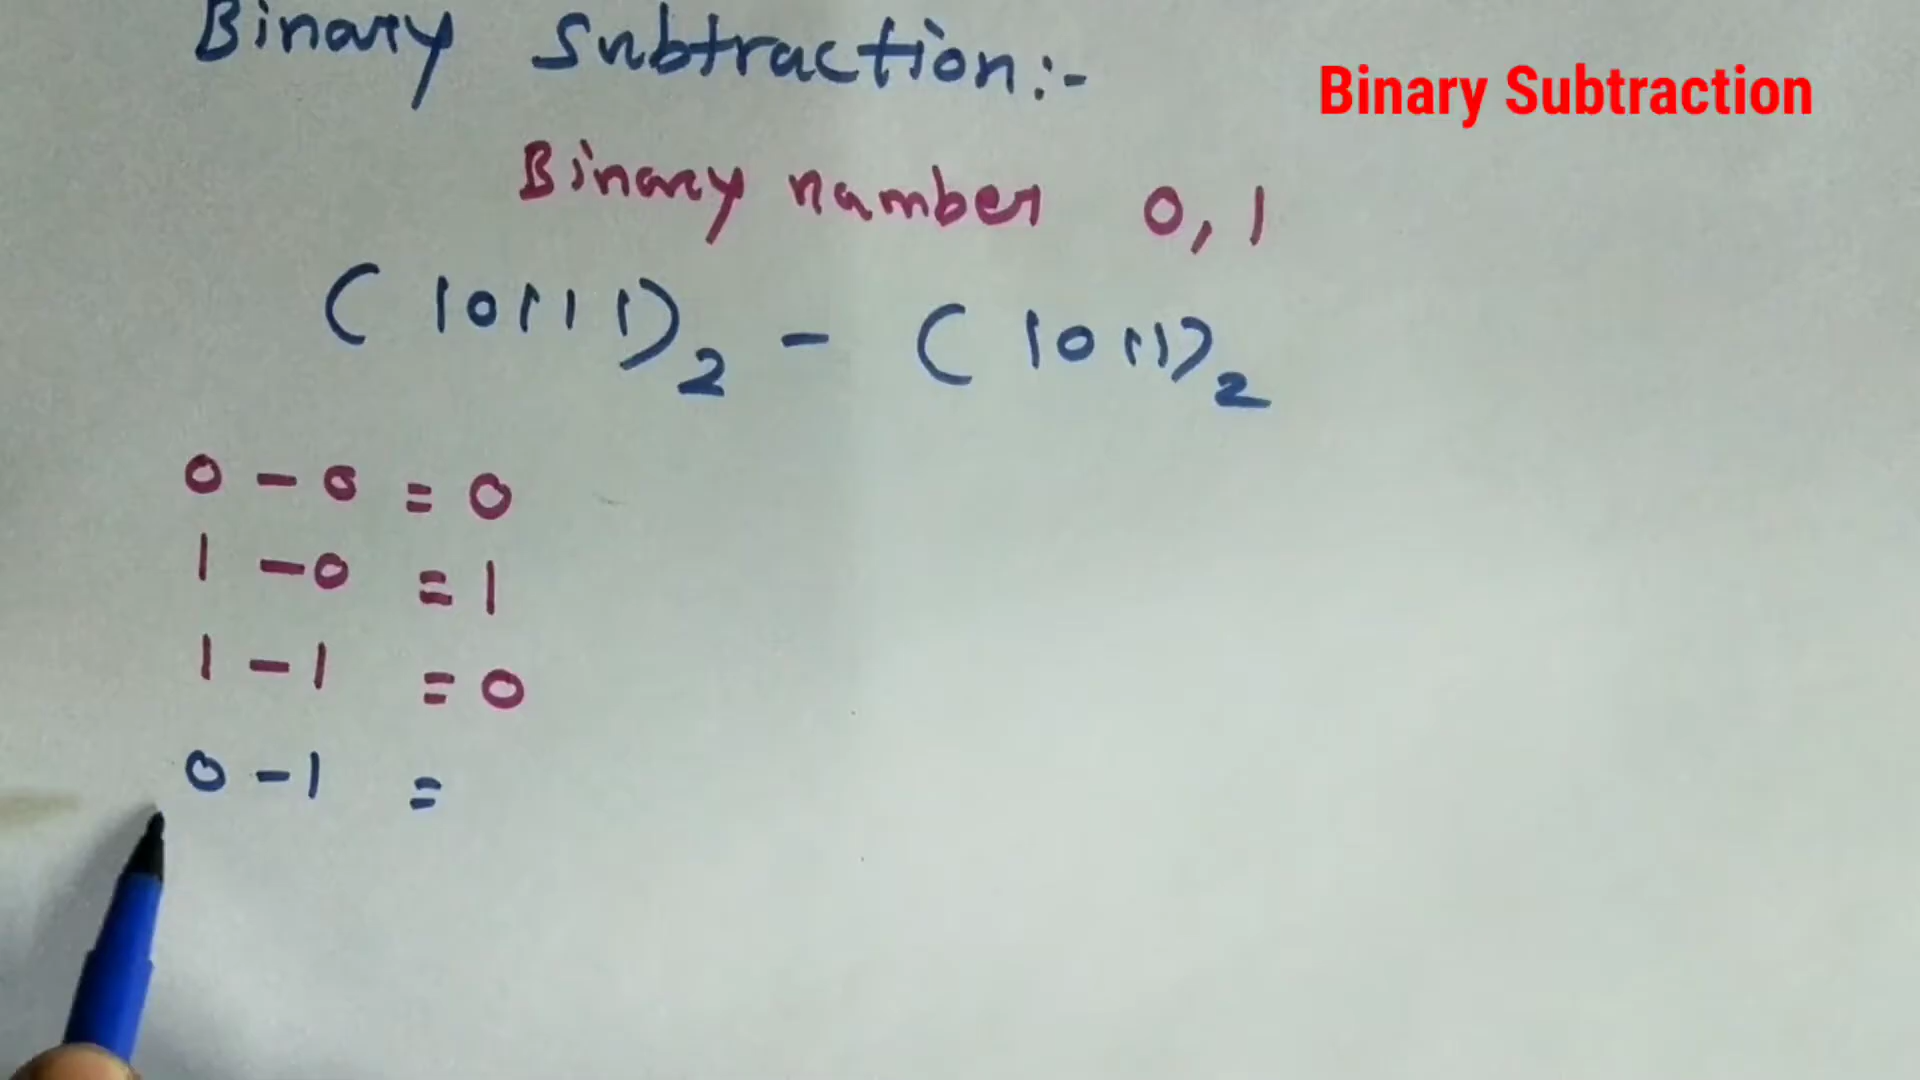 Binary Subtraction:-
Binary Subtraction
Binary number 0, 1
(10111)2 - (1011)2
0 - 0 = 0
1 - 0 = 1
1 - 1 = 0
0 - 1 =